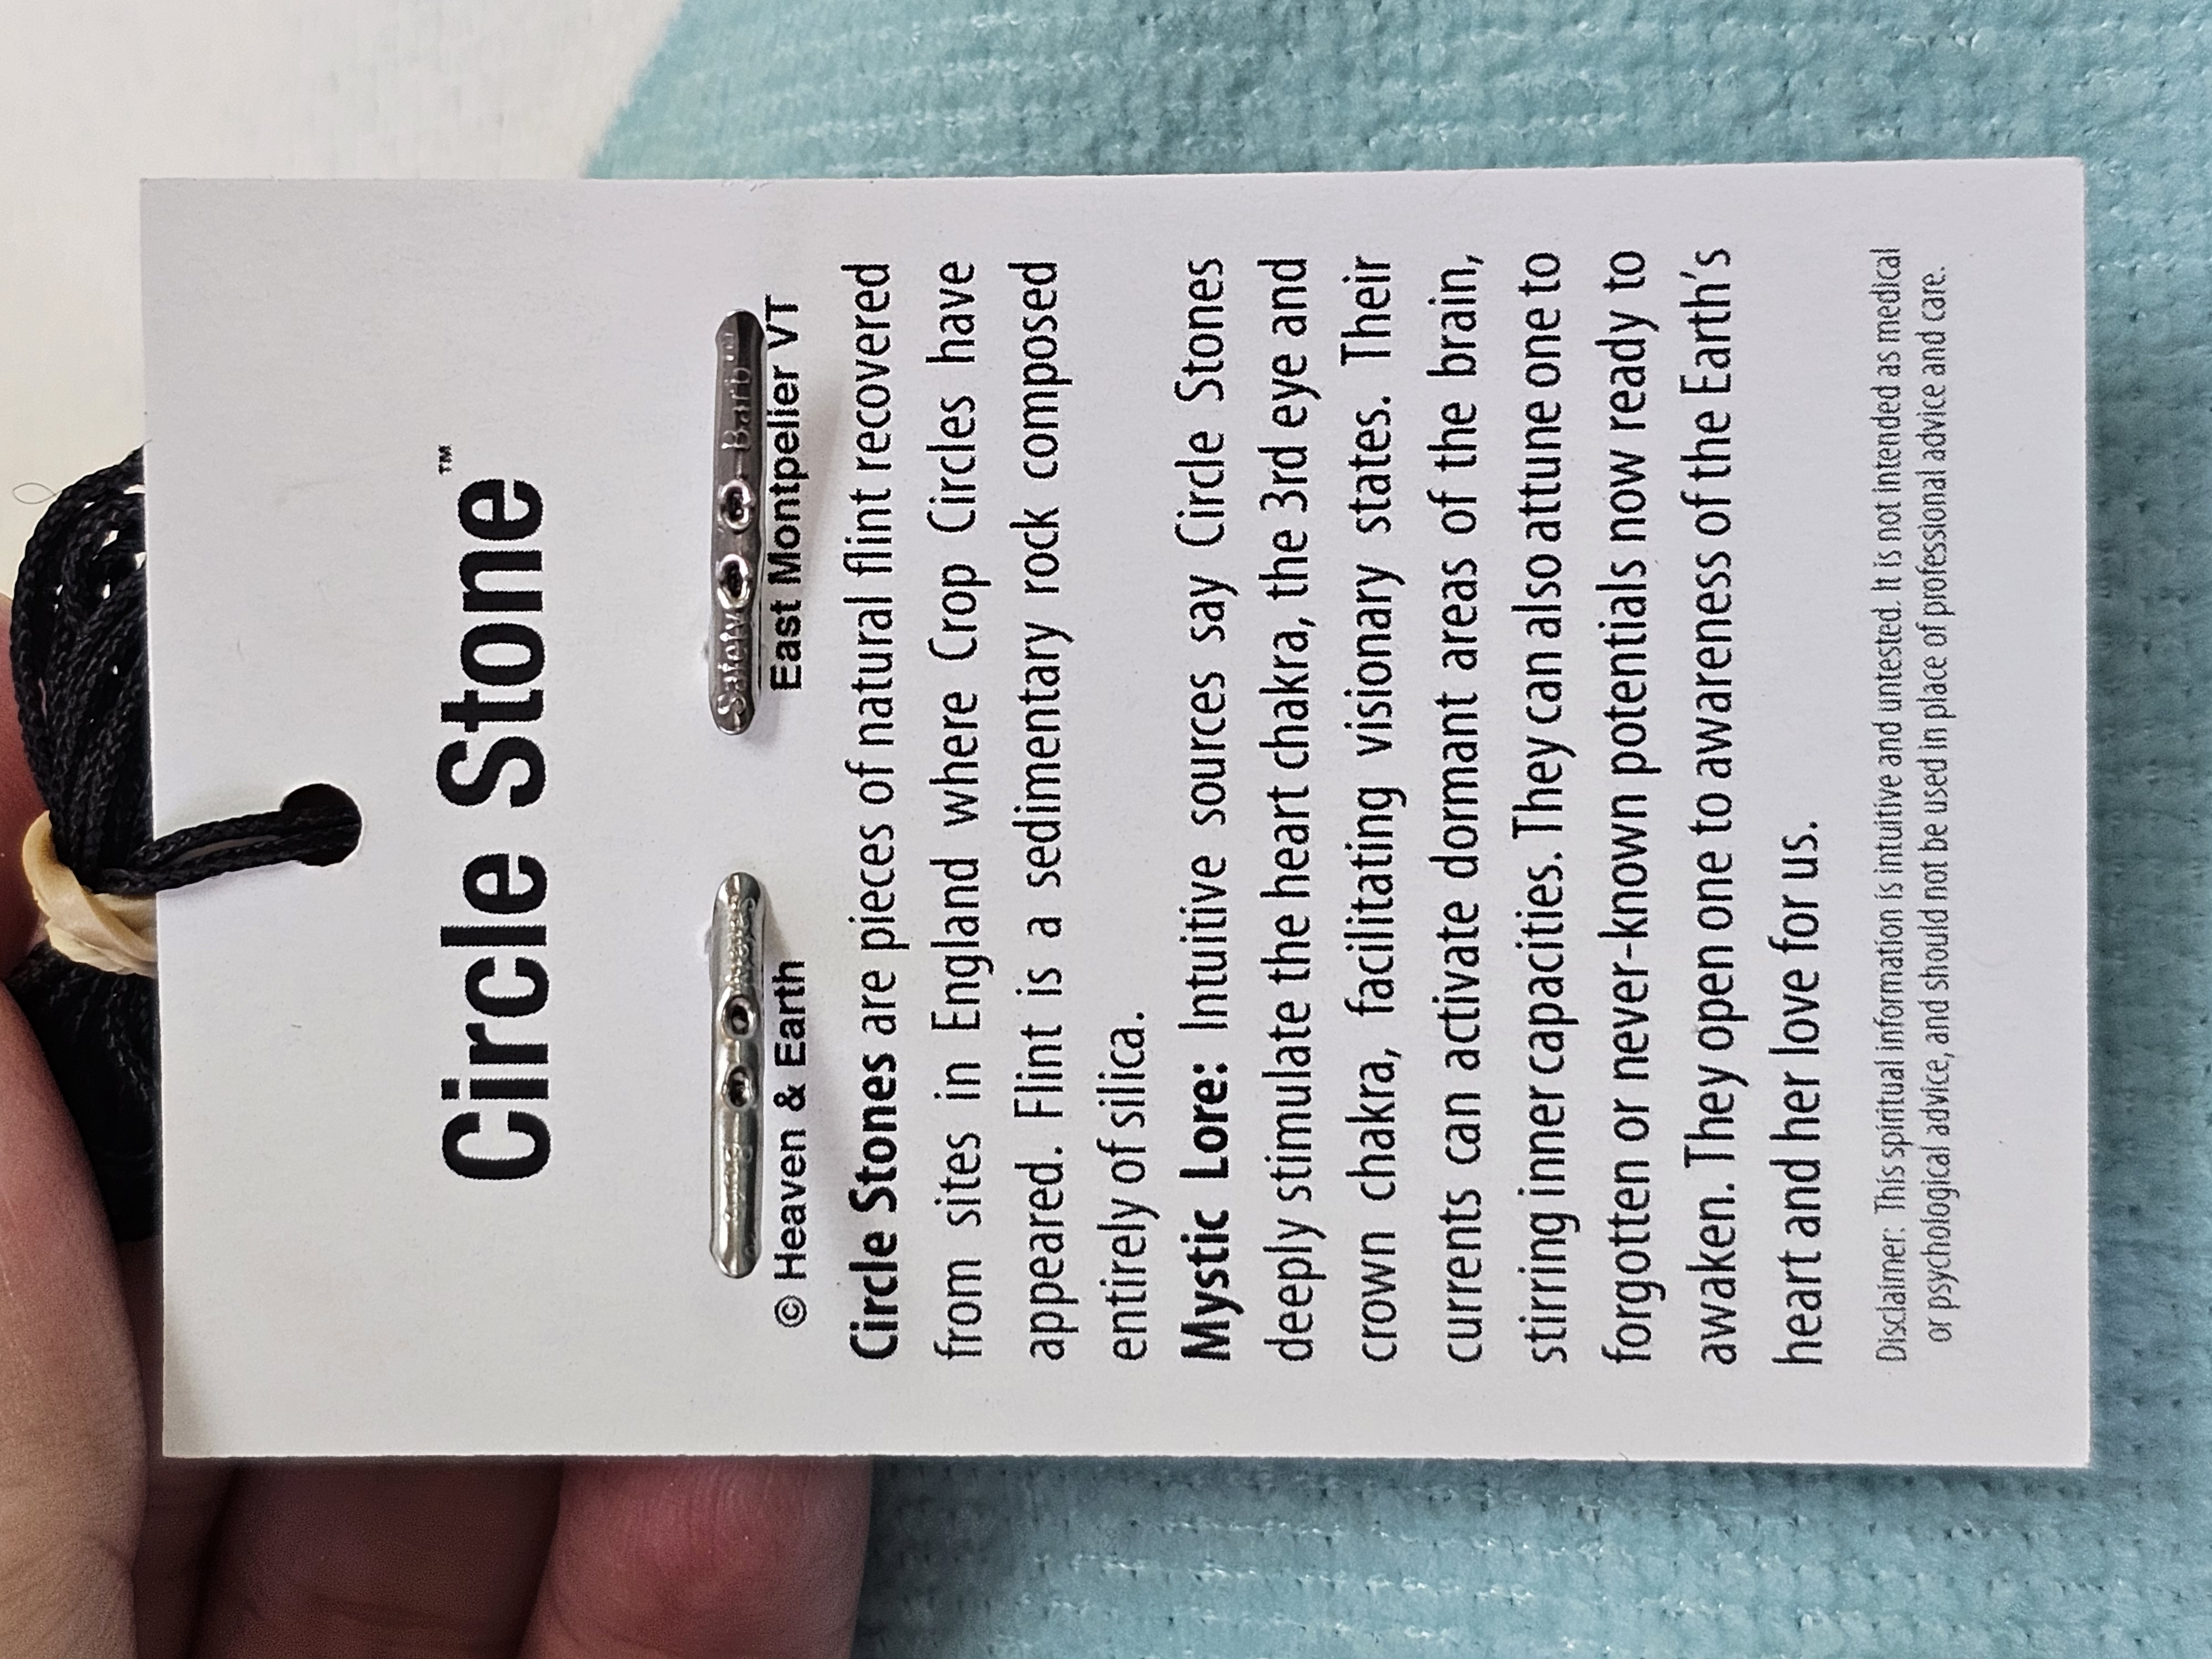 Circle Stone™
Safety Barb
© Heaven & Earth East Montpelier VT
Circle Stones are pieces of natural flint recovered
from sites in England where Crop Circles have
appeared. Flint is a sedimentary rock composed
entirely of silica.
Mystic Lore: Intuitive sources say Circle Stones
deeply stimulate the heart chakra, the 3rd eye and
crown chakra, facilitating visionary states. Their
currents can activate dormant areas of the brain,
stirring inner capacities. They can also attune one to
forgotten or never-known potentials now ready to
awaken. They open one to awareness of the Earth's
heart and her love for us.
Disclaimer: This spiritual information is intuitive and untested. It is not intended as medical
or psychological advice, and should not be used in place of professional advice and care.